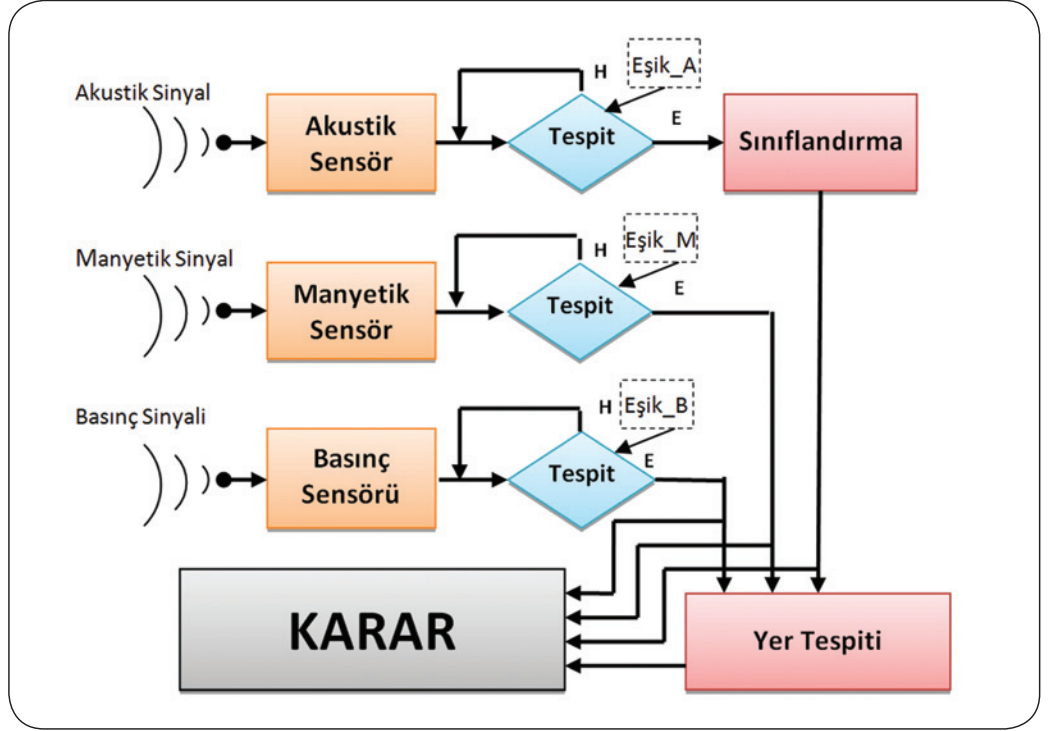 Akustik Sinyal
Akustik
Sensör
H
Eşik_A
Tespit
E
Sınıflandırma
Manyetik Sinyal
Manyetik
Sensör
H
Eşik_M
Tespit
E
Basınç Sinyali
Basınç
Sensörü
H
Eşik_B
Tespit
E
KARAR
Yer Tespiti